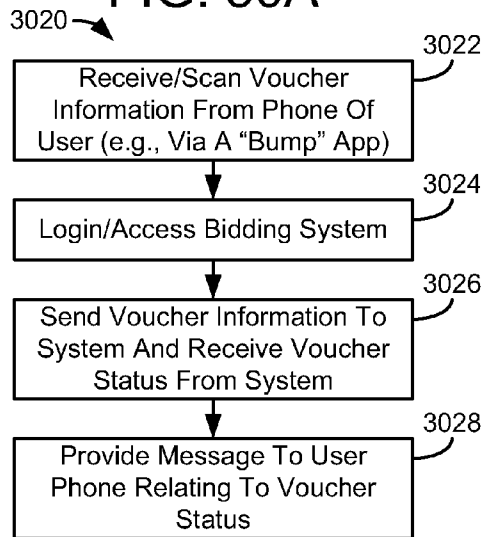 3020
3022
Receive/Scan Voucher
Information From Phone Of
User (e.g., Via A “Bump” App)
3024
Login/Access Bidding System
3026
Send Voucher Information To
System And Receive Voucher
Status From System
3028
Provide Message To User
Phone Relating To Voucher
Status